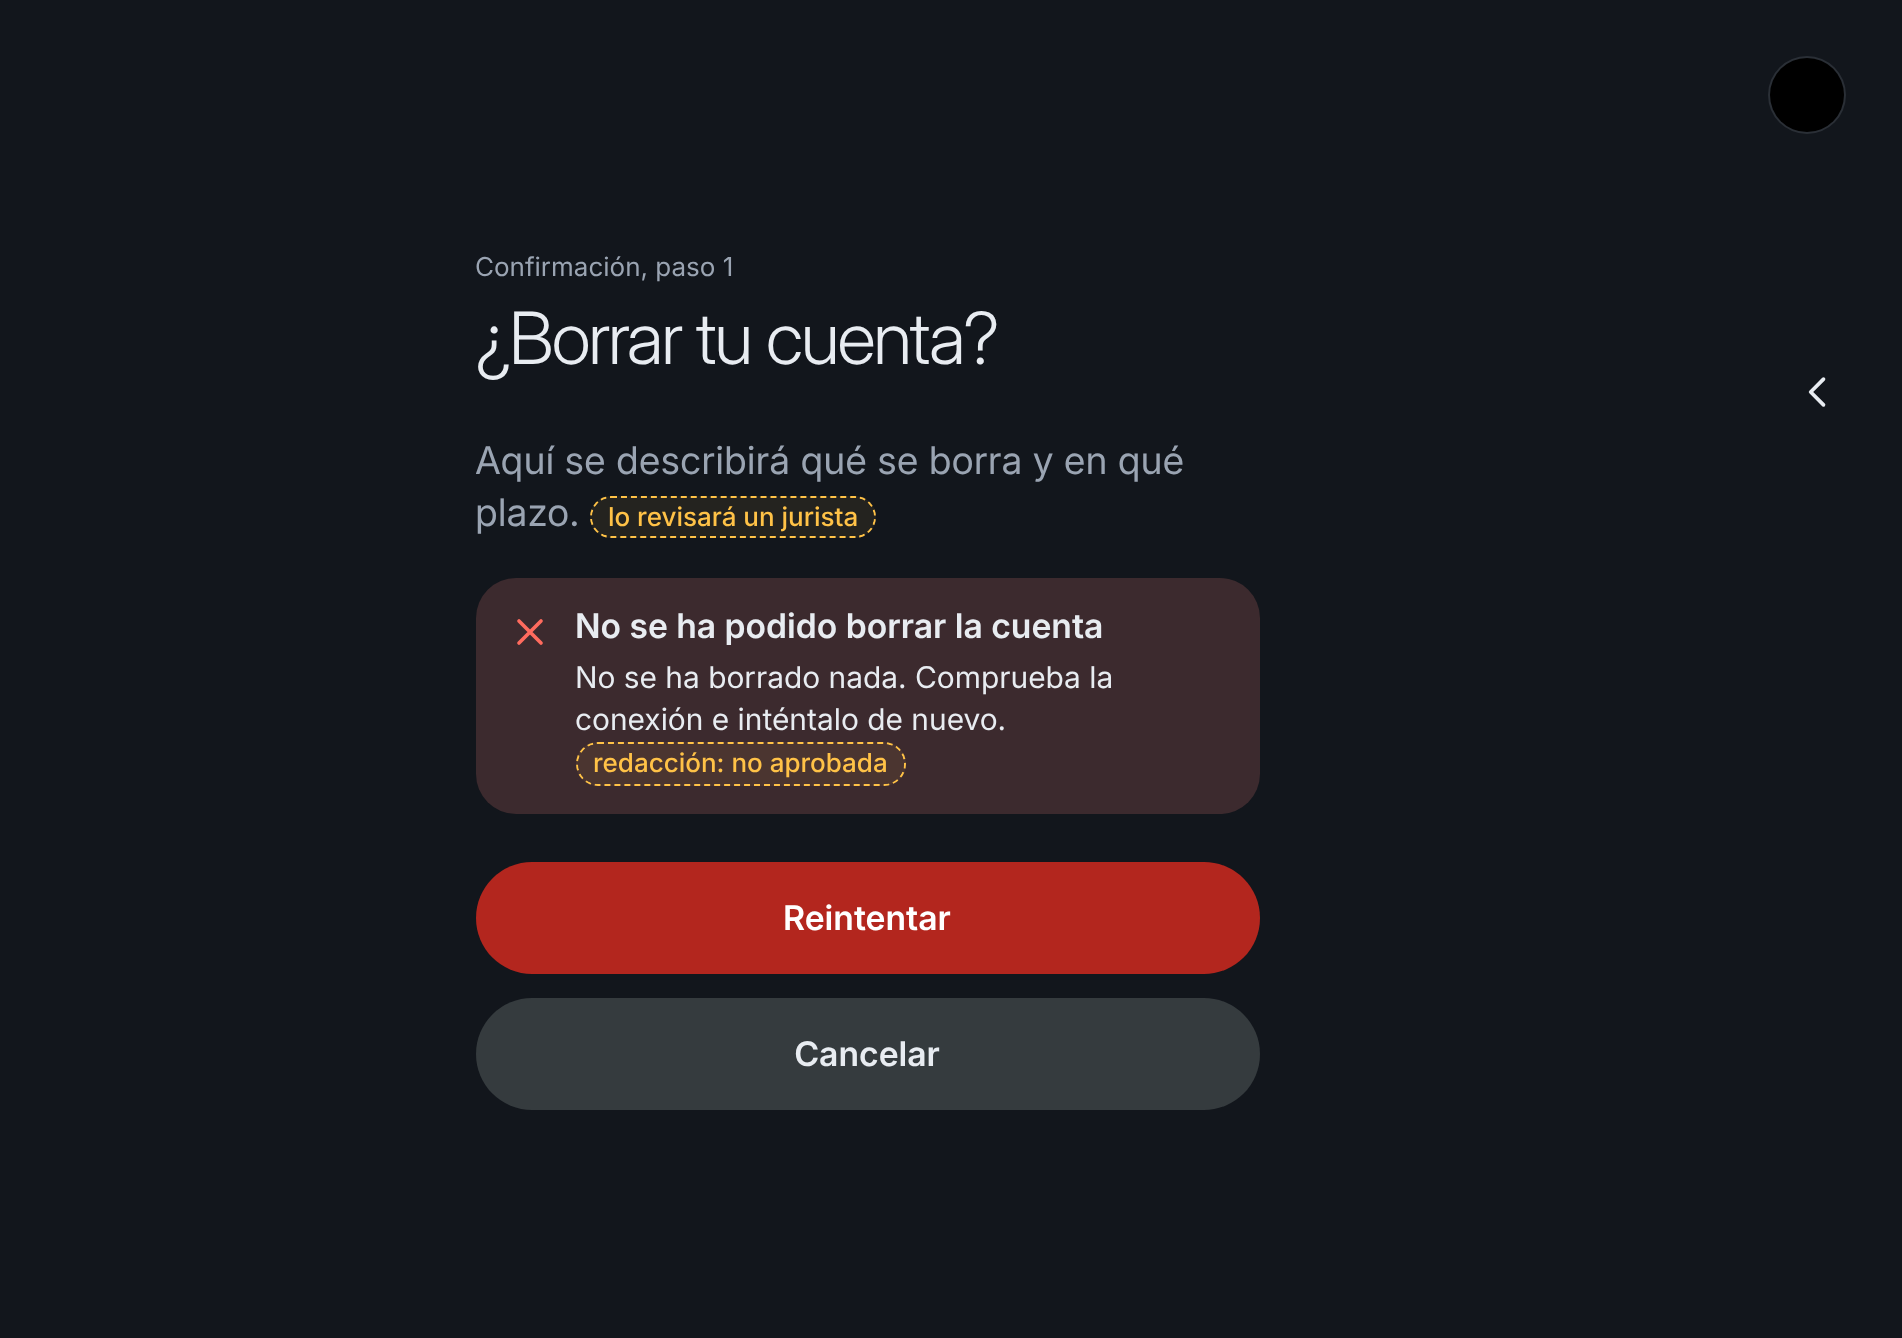 Confirmación, paso 1
¿Borrar tu cuenta?
Aquí se describirá qué se borra y en qué
plazo. lo revisará un jurista
No se ha podido borrar la cuenta
No se ha borrado nada. Comprueba la
conexión e inténtalo de nuevo.
redacción: no aprobada
Reintentar
Cancelar